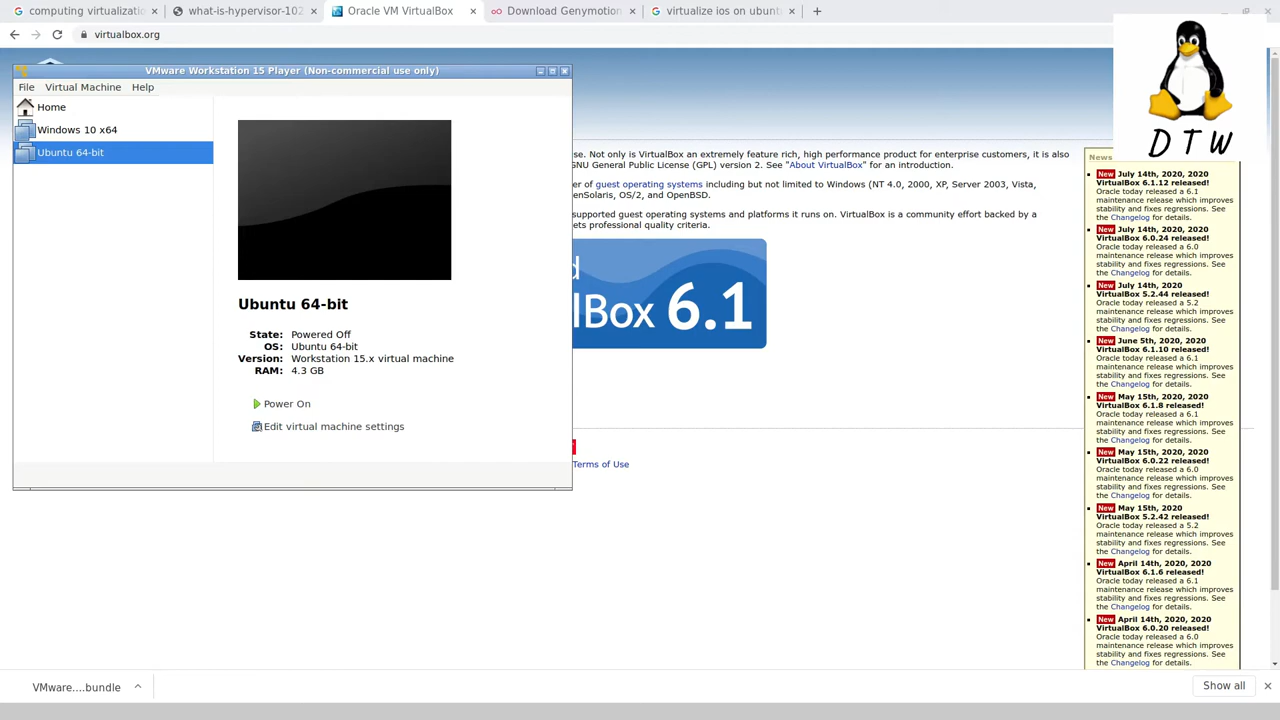 computing virtualizatio
what-is-hypervisor-102
Oracle VM VirtualBox
Download Genymotion
virtualize ios on ubunt
virtualbox.org
DTW
VMware Workstation 15 Player (Non-commercial use only)
File Virtual Machine Help
Home
Windows 10 x64
Ubuntu 64-bit
Ubuntu 64-bit
State: Powered Off
OS: Ubuntu 64-bit
Version: Workstation 15.x virtual machine
RAM: 4.3 GB
Power On
Edit virtual machine settings
se. Not only is VirtualBox an extremely feature rich, high performance product for enterprise customers, it is also
GNU General Public License (GPL) version 2. See "About VirtualBox" for an introduction.
er of guest operating systems including but not limited to Windows (NT 4.0, 2000, XP, Server 2003, Vista,
enSolaris, OS/2, and OpenBSD.
supported guest operating systems and platforms it runs on. VirtualBox is a community effort backed by a
ets professional quality criteria.
d
lBox 6.1
Terms of Use
News
New July 14th, 2020, 2020
VirtualBox 6.1.12 released!
Oracle today released a 6.1
maintenance release which improves
stability and fixes regressions. See
the Changelog for details.
New July 14th, 2020, 2020
VirtualBox 6.0.24 released!
Oracle today released a 6.0
maintenance release which improves
stability and fixes regressions. See
the Changelog for details.
New July 14th, 2020
VirtualBox 5.2.44 released!
Oracle today released a 5.2
maintenance release which improves
stability and fixes regressions. See
the Changelog for details.
New June 5th, 2020, 2020
VirtualBox 6.1.10 released!
Oracle today released a 6.1
maintenance release which improves
stability and fixes regressions. See
the Changelog for details.
New May 15th, 2020, 2020
VirtualBox 6.1.8 released!
Oracle today released a 6.1
maintenance release which improves
stability and fixes regressions. See
the Changelog for details.
New May 15th, 2020, 2020
VirtualBox 6.0.22 released!
Oracle today released a 6.0
maintenance release which improves
stability and fixes regressions. See
the Changelog for details.
New May 15th, 2020
VirtualBox 5.2.42 released!
Oracle today released a 5.2
maintenance release which improves
stability and fixes regressions. See
the Changelog for details.
New April 14th, 2020, 2020
VirtualBox 6.1.6 released!
Oracle today released a 6.1
maintenance release which improves
stability and fixes regressions. See
the Changelog for details.
New April 14th, 2020, 2020
VirtualBox 6.0.20 released!
Oracle today released a 6.0
maintenance release which improves
stability and fixes regressions. See
the Changelog for details.
VMware....bundle
Show all